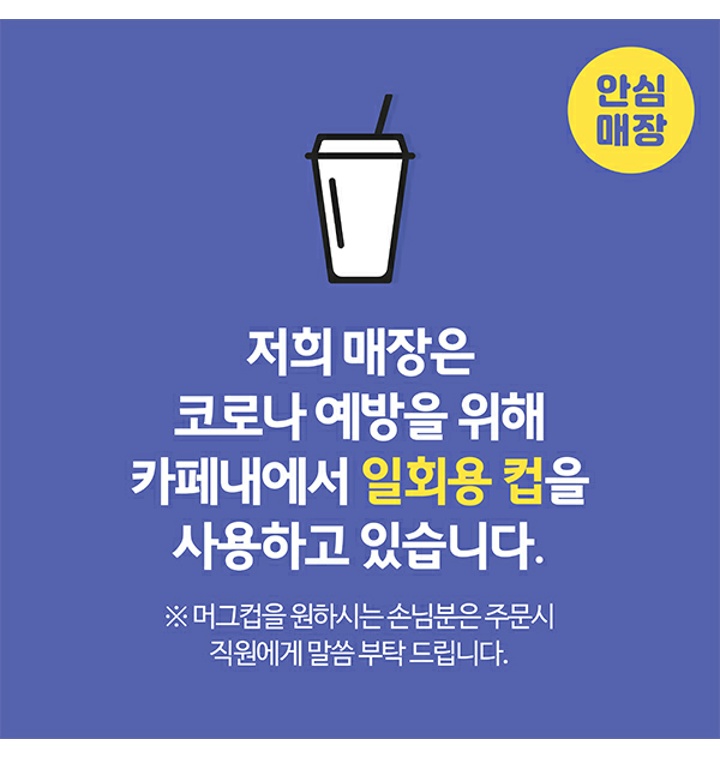 안심
매장
저희 매장은
코로나 예방을 위해
카페내에서 일회용 컵을
사용하고 있습니다.
※ 머그컵을 원하시는 손님분은 주문시
직원에게 말씀 부탁 드립니다.